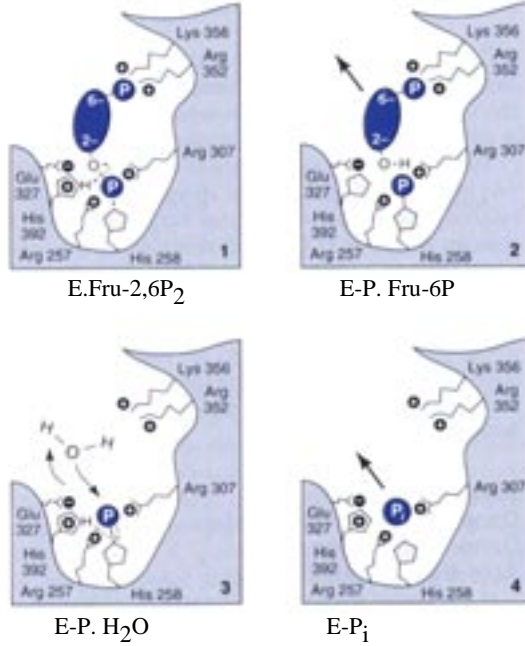 Lys 356
Arg
352
P
6–
2–
O
Arg 307
Glu
327
H
P
His
392
Arg 257
His 258
1
E.Fru-2,6P2
Lys 356
Arg
352
P
6–
2–
O H
Arg 307
Glu
327
P
His
392
Arg 257
His 258
2
E-P. Fru-6P
Lys 356
Arg
352
H
H
O
Arg 307
Glu
327
H
P
His
392
Arg 257
His 258
3
E-P. H2O
Lys 356
Arg
352
Arg 307
Glu
327
Pi
His
392
Arg 257
His 258
4
E-Pi